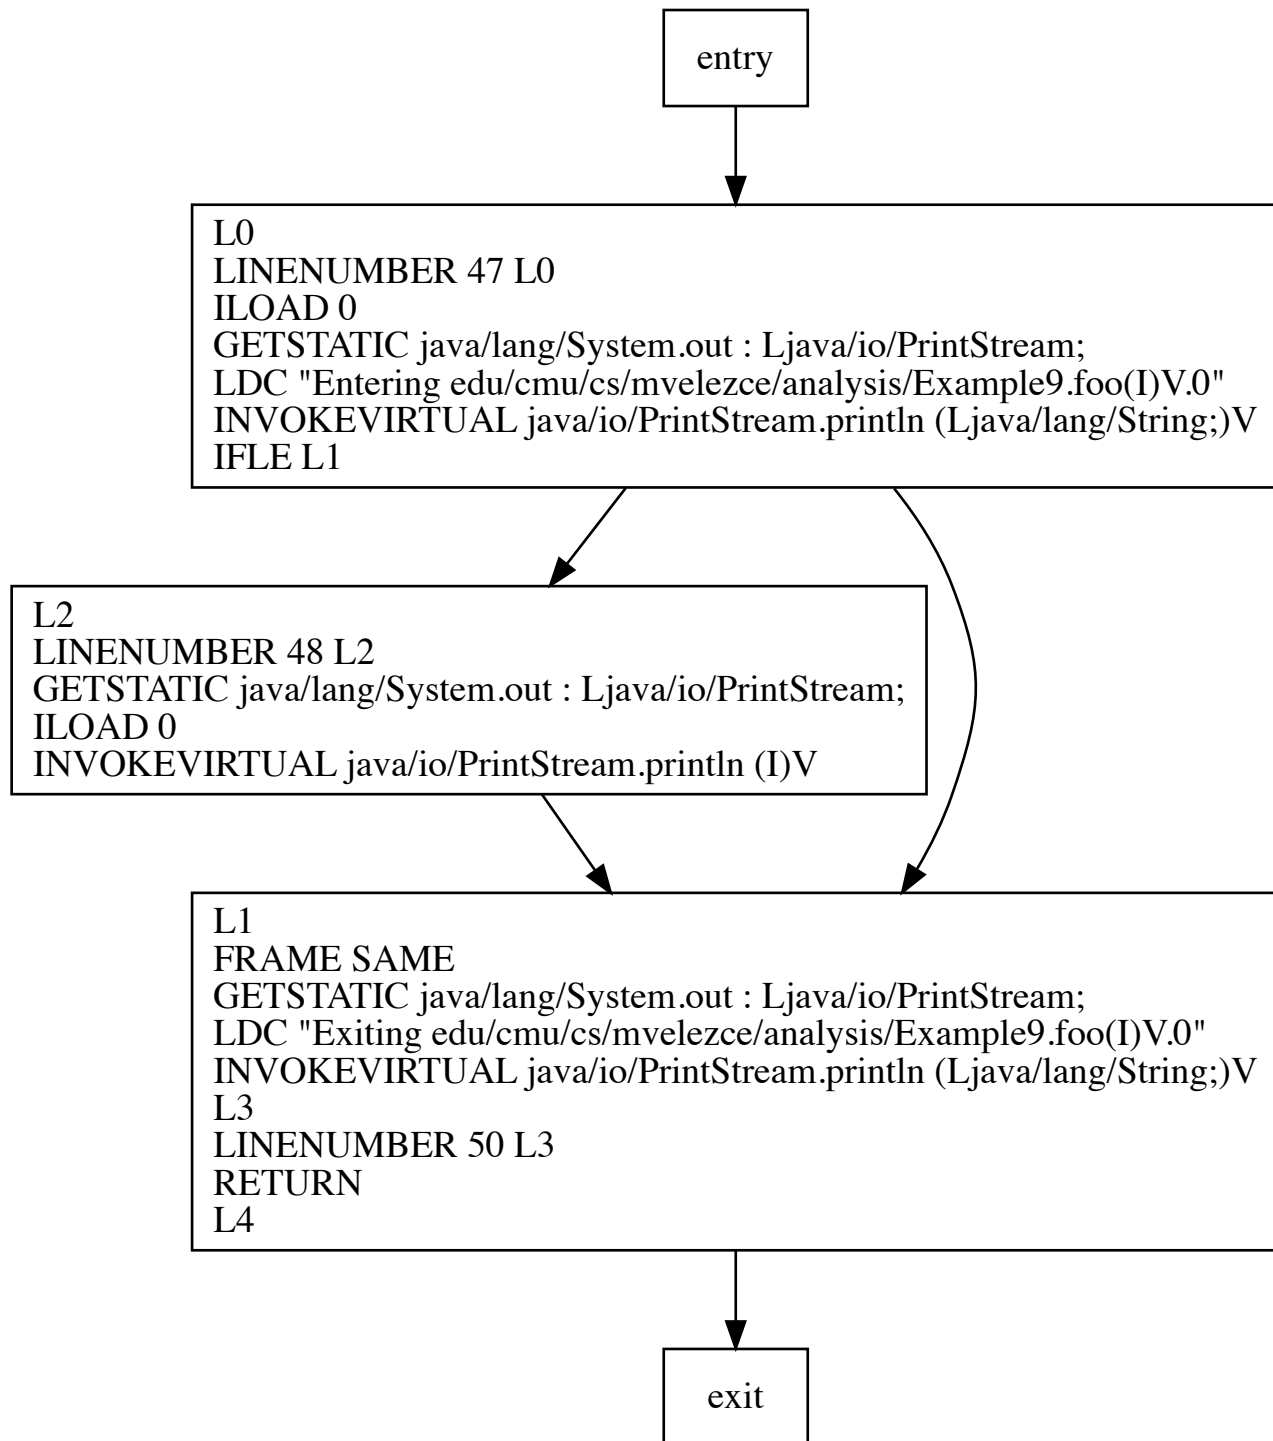 entry
L0
LINENUMBER 47 L0
ILOAD 0
GETSTATIC java/lang/System.out : Ljava/io/PrintStream;
LDC "Entering edu/cmu/cs/mvelezce/analysis/Example9.foo(I)V.0"
INVOKEVIRTUAL java/io/PrintStream.println (Ljava/lang/String;)V
IFLE L1
L2
LINENUMBER 48 L2
GETSTATIC java/lang/System.out : Ljava/io/PrintStream;
ILOAD 0
INVOKEVIRTUAL java/io/PrintStream.println (I)V
L1
FRAME SAME
GETSTATIC java/lang/System.out : Ljava/io/PrintStream;
LDC "Exiting edu/cmu/cs/mvelezce/analysis/Example9.foo(I)V.0"
INVOKEVIRTUAL java/io/PrintStream.println (Ljava/lang/String;)V
L3
LINENUMBER 50 L3
RETURN
L4
exit